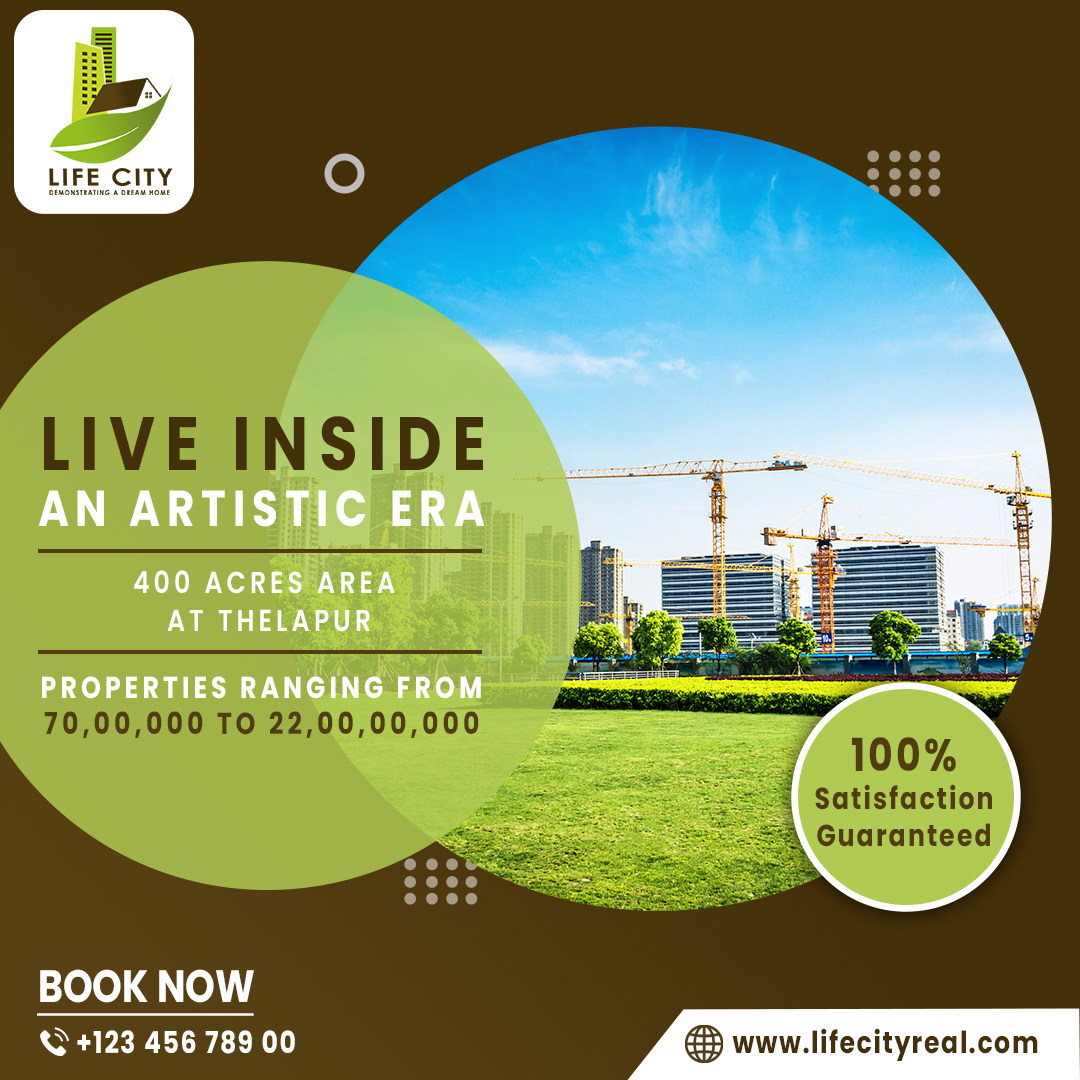 LIFE CITY
DEMONSTRATING A DREAM HOME
LIVE INSIDE
AN ARTISTIC ERA
400 ACRES AREA
AT THELAPUR
PROPERTIES RANGING FROM
70,00,000 TO 22,00,00,000
10
5
100%
Satisfaction
Guaranteed
BOOK NOW
+123 456 789 00
www.lifecityreal.com